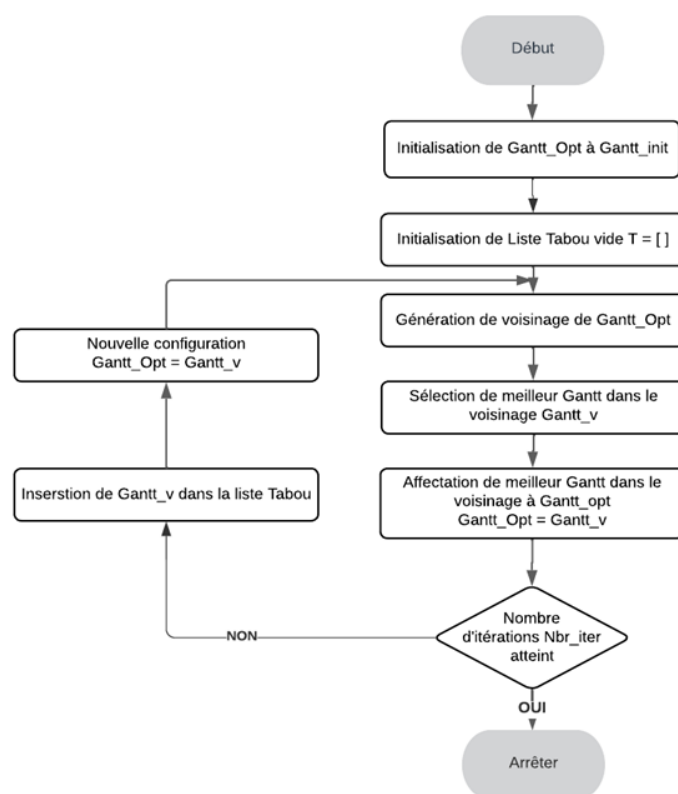 Début
Initialisation de Gantt_Opt à Gantt_init
Initialisation de Liste Tabou vide T = [ ]
Génération de voisinage de Gantt_Opt
Sélection de meilleur Gantt dans le
voisinage Gantt_v
Affectation de meilleur Gantt dans le
voisinage à Gantt_opt
Gantt_Opt = Gantt_v
Nombre
d'itérations Nbr_iter
atteint
NON
Inserstion de Gantt_v dans la liste Tabou
Nouvelle configuration
Gantt_Opt = Gantt_v
OUI
Arrêter